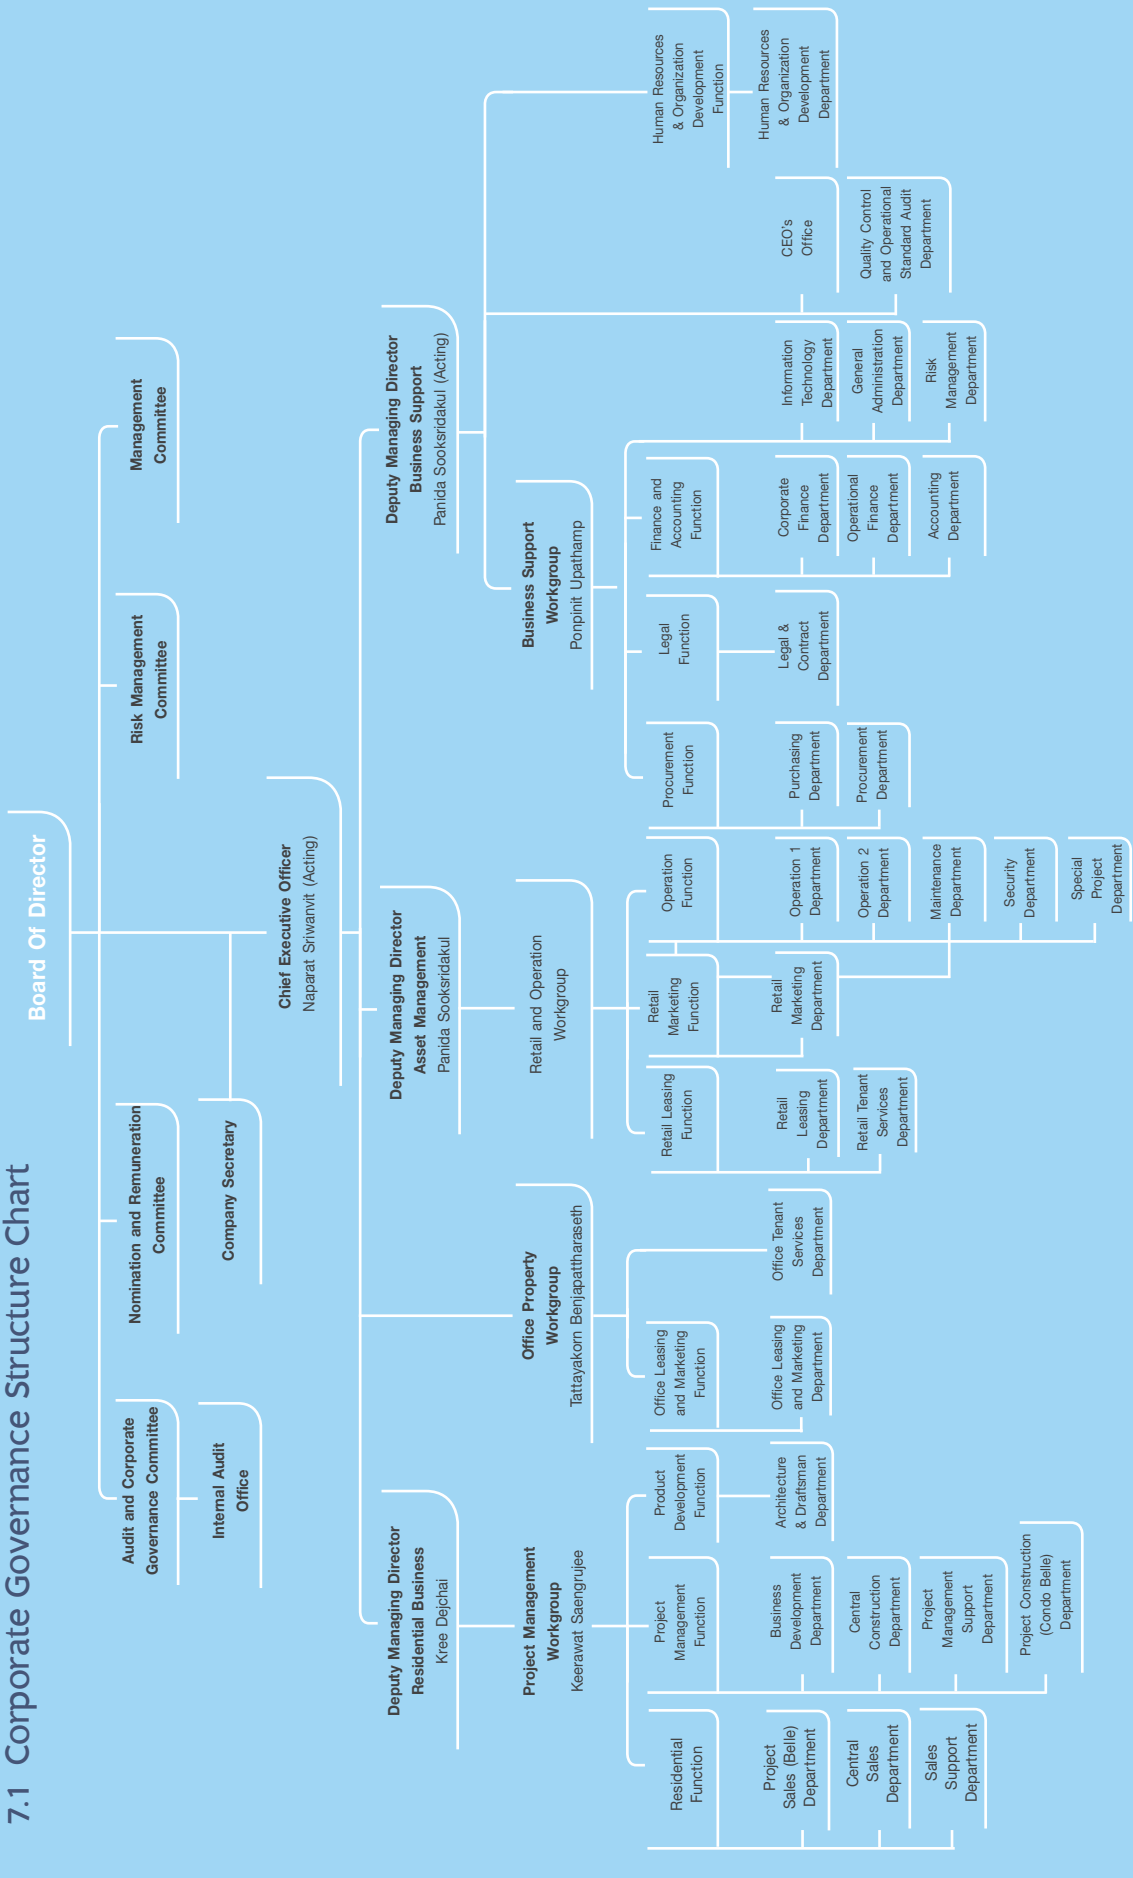 7.1 Corporate Governance Structure Chart
Board Of Director
Audit and Corporate
Governance Committee
Nomination and Remuneration
Committee
Risk Management
Committee
Management
Committee
Internal Audit
Office
Company Secretary
Chief Executive Officer
Naparat Sriwanvit (Acting)
Deputy Managing Director
Residential Business
Kree Dejchai
Deputy Managing Director
Asset Management
Panida Sooksridakul
Deputy Managing Director
Business Support
Panida Sooksridakul (Acting)
Project Management
Workgroup
Keerawat Saengrujee
Office Property
Workgroup
Tattayakorn Benjapattharaseth
Retail and Operation
Workgroup
Business Support
Workgroup
Ponpinit Upathamp
Residential
Function
Project
Management
Function
Product
Development
Function
Office Leasing
and Marketing
Function
Retail Leasing
Function
Retail
Marketing
Function
Operation
Function
Procurement
Function
Legal
Function
Finance and
Accounting
Function
Human Resources
& Organization
Development
Function
Project
Sales (Belle)
Department
Central
Sales
Department
Sales
Support
Department
Business
Development
Department
Central
Construction
Department
Project
Management
Support
Department
Project Construction
(Condo Belle)
Department
Architecture
& Draftsman
Department
Office Leasing
and Marketing
Department
Office Tenant
Services
Department
Retail
Leasing
Department
Retail Tenant
Services
Department
Retail
Marketing
Department
Operation 1
Department
Operation 2
Department
Maintenance
Department
Security
Department
Special
Project
Department
Purchasing
Department
Procurement
Department
Legal &
Contract
Department
Corporate
Finance
Department
Operational
Finance
Department
Accounting
Department
Information
Technology
Department
General
Administration
Department
Risk
Management
Department
CEO's
Office
Quality Control
and Operational
Standard Audit
Department
Human Resources
& Organization
Development
Department